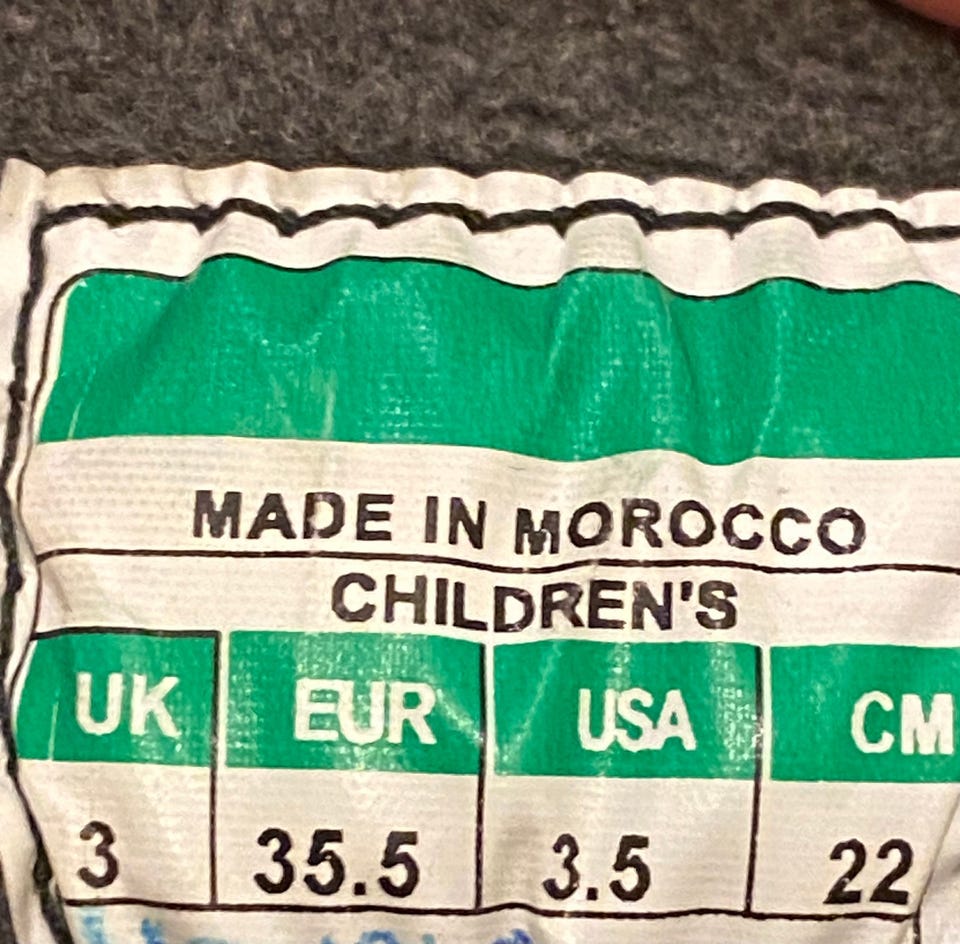 MADE IN MOROCCO
CHILDREN'S
UK EUR USA CM
3 35.5 3.5 22